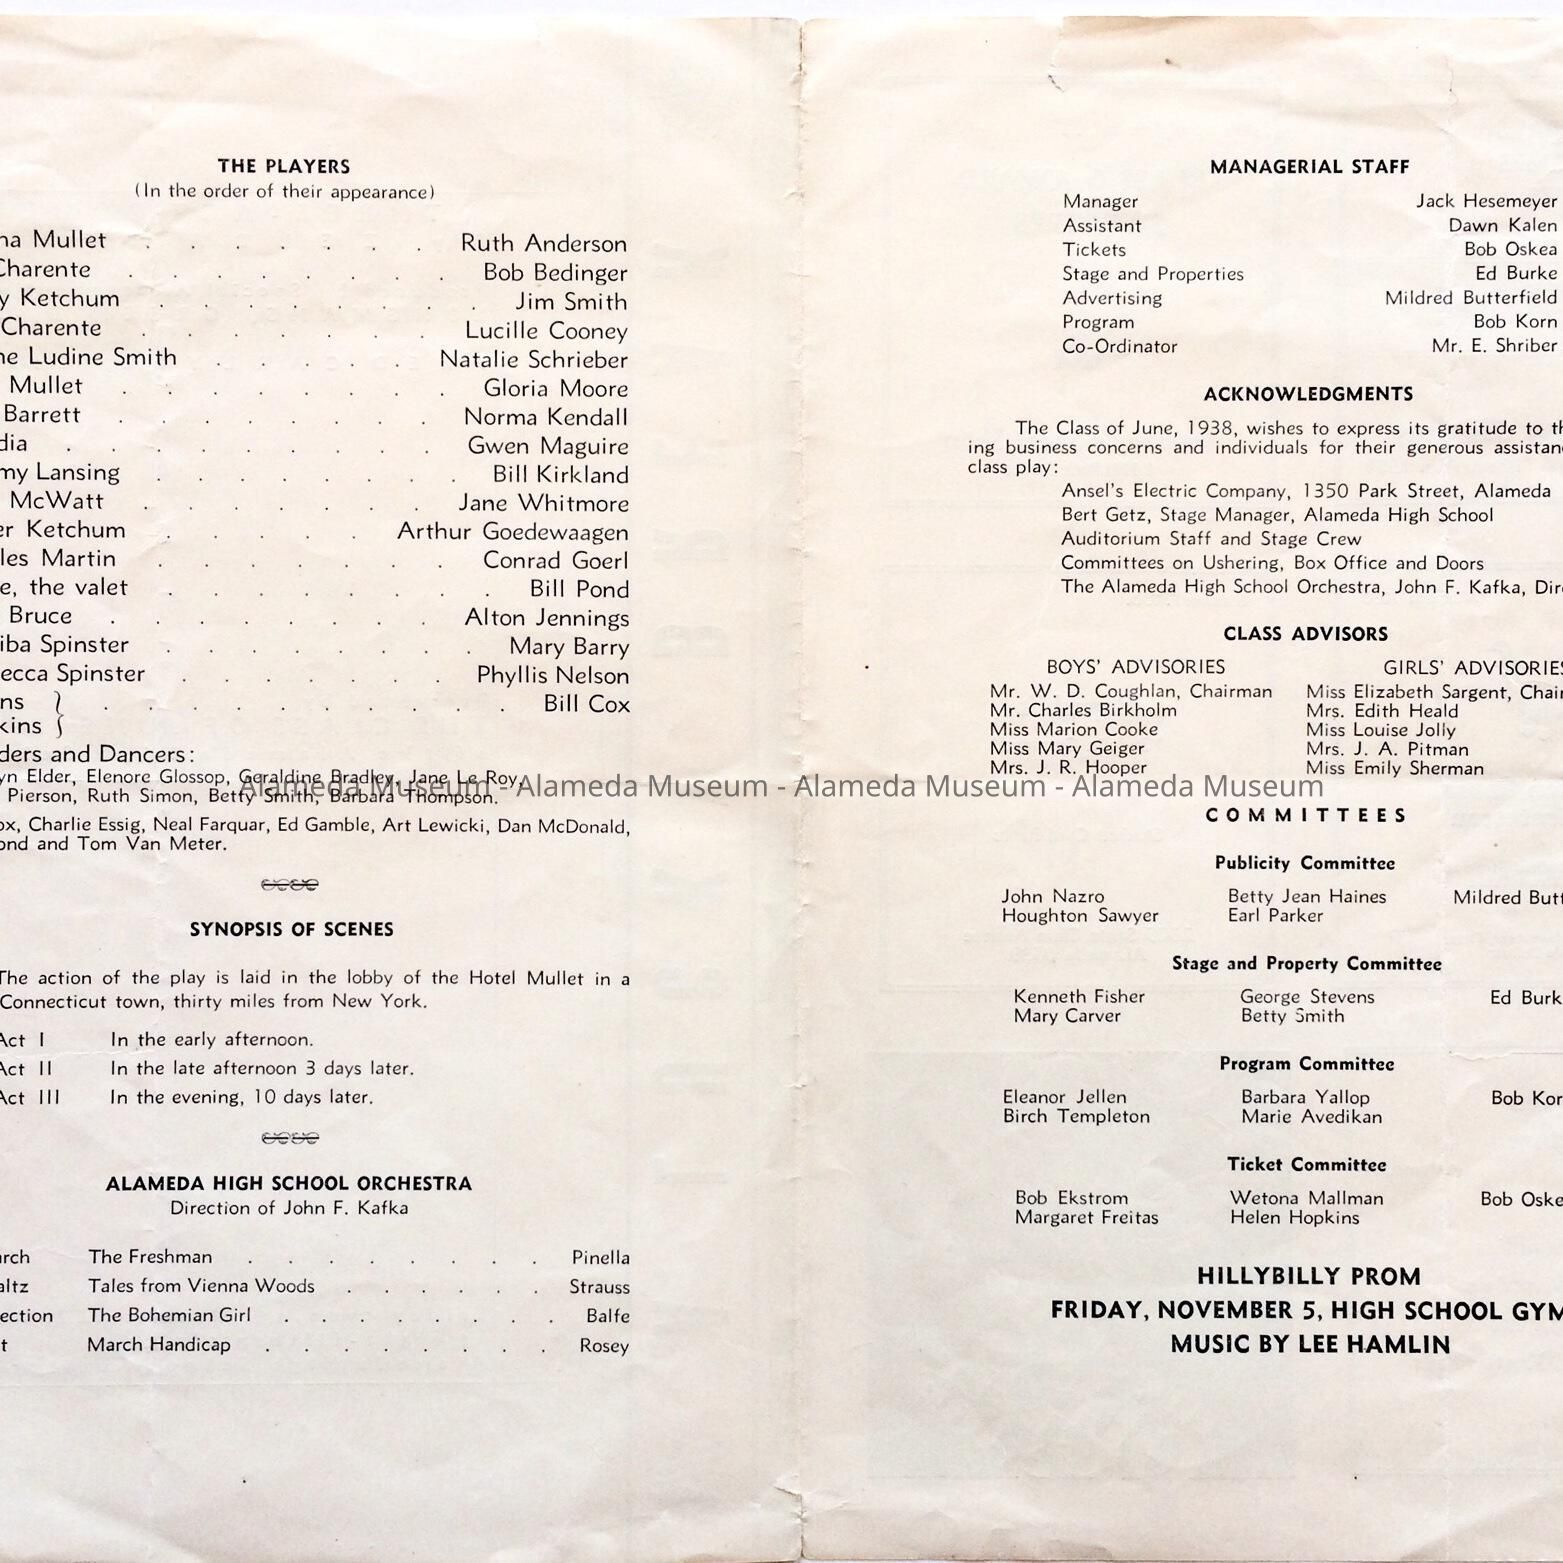 THE PLAYERS
(In the order of their appearance)
na Mullet . . . . . . . Ruth Anderson
Charente . . . . . . . . Bob Bedinger
y Ketchum . . . . . . . Jim Smith
Charente . . . . . . . Lucille Cooney
ne Ludine Smith . . . . . Natalie Schrieber
Mullet . . . . . . . . Gloria Moore
Barrett . . . . . . . . Norma Kendall
dia . . . . . . . . . Gwen Maguire
my Lansing . . . . . . . Bill Kirkland
McWatt . . . . . . . Jane Whitmore
er Ketchum . . . . . Arthur Goedewaagen
les Martin . . . . . . . Conrad Goerl
e, the valet . . . . . . . Bill Pond
Bruce . . . . . . . . Alton Jennings
iba Spinster . . . . . . . Mary Barry
ecca Spinster . . . . . . Phyllis Nelson
ns } . . . . . . . . . Bill Cox
kins }
ders and Dancers:
yn Elder, Elenore Glossop, Geraldine Bradley, Jane Le Roy,
Pierson, Ruth Simon, Betty Smith, Barbara Thompson.
ox, Charlie Essig, Neal Farquar, Ed Gamble, Art Lewicki, Dan McDonald,
ond and Tom Van Meter.
SYNOPSIS OF SCENES
The action of the play is laid in the lobby of the Hotel Mullet in a
Connecticut town, thirty miles from New York.
Act I In the early afternoon.
Act II In the late afternoon 3 days later.
Act III In the evening, 10 days later.
ALAMEDA HIGH SCHOOL ORCHESTRA
Direction of John F. Kafka
rch The Freshman . . . . . . . . Pinella
altz Tales from Vienna Woods . . . . . . Strauss
ection The Bohemian Girl . . . . . . . . Balfe
t March Handicap . . . . . . . . Rosey
Alameda Museum - Alameda Museum - Alameda Museum - Alameda Museum
MANAGERIAL STAFF
Manager Jack Hesemeyer
Assistant Dawn Kalen
Tickets Bob Oskea
Stage and Properties Ed Burke
Advertising Mildred Butterfield
Program Bob Korn
Co-Ordinator Mr. E. Shriber
ACKNOWLEDGMENTS
The Class of June, 1938, wishes to express its gratitude to th
ing business concerns and individuals for their generous assistan
class play:
Ansel's Electric Company, 1350 Park Street, Alameda
Bert Getz, Stage Manager, Alameda High School
Auditorium Staff and Stage Crew
Committees on Ushering, Box Office and Doors
The Alameda High School Orchestra, John F. Kafka, Dire
CLASS ADVISORS
BOYS' ADVISORIES GIRLS' ADVISORIES
Mr. W. D. Coughlan, Chairman Miss Elizabeth Sargent, Chair
Mr. Charles Birkholm Mrs. Edith Heald
Miss Marion Cooke Miss Louise Jolly
Miss Mary Geiger Mrs. J. A. Pitman
Mrs. J. R. Hooper Miss Emily Sherman
COMMITTEES
Publicity Committee
John Nazro Betty Jean Haines Mildred Butt
Houghton Sawyer Earl Parker
Stage and Property Committee
Kenneth Fisher George Stevens Ed Burk
Mary Carver Betty Smith
Program Committee
Eleanor Jellen Barbara Yallop Bob Kor
Birch Templeton Marie Avedikan
Ticket Committee
Bob Ekstrom Wetona Mallman Bob Oske
Margaret Freitas Helen Hopkins
HILLYBILLY PROM
FRIDAY, NOVEMBER 5, HIGH SCHOOL GYM
MUSIC BY LEE HAMLIN